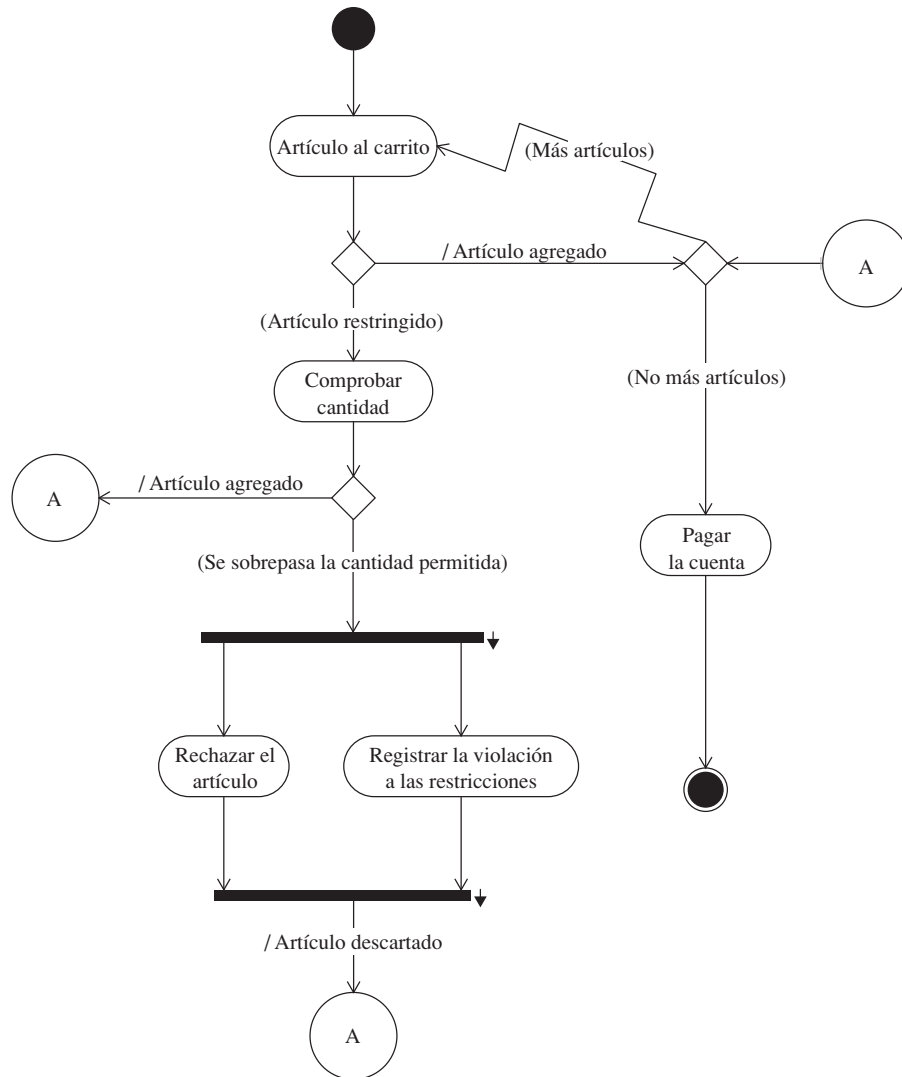 Artículo al carrito
(Más artículos)
/ Artículo agregado
A
(Artículo restringido)
Comprobar
cantidad
(No más artículos)
A
/ Artículo agregado
Pagar
la cuenta
(Se sobrepasa la cantidad permitida)
Rechazar el
artículo
Registrar la violación
a las restricciones
/ Artículo descartado
A